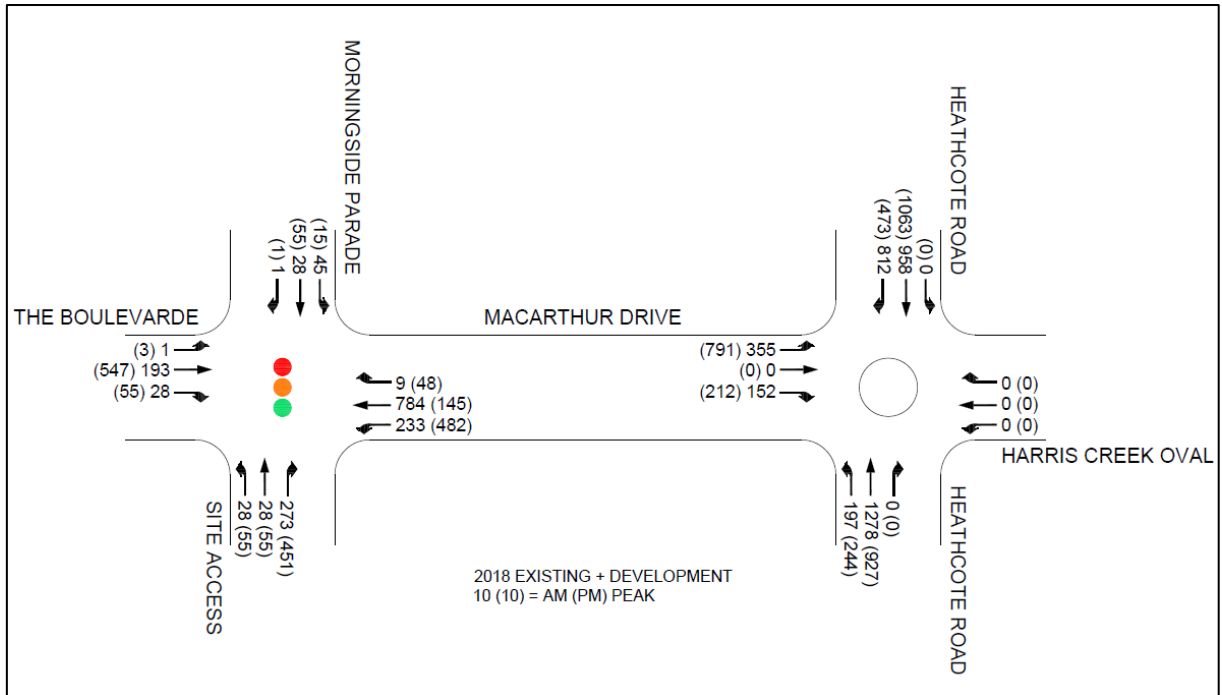 MORNINGSIDE PARADE
HEATHCOTE ROAD
(1) 1
(55) 28
(15) 45
(473) 812
(1063) 958
(0) 0
THE BOULEVARDE
MACARTHUR DRIVE
(3) 1
(547) 193
(55) 28
9 (48)
784 (145)
233 (482)
(791) 355
(0) 0
(212) 152
0 (0)
0 (0)
0 (0)
HARRIS CREEK OVAL
SITE ACCESS
28 (55)
28 (55)
273 (451)
197 (244)
1278 (927)
0 (0)
HEATHCOTE ROAD
2018 EXISTING + DEVELOPMENT
10 (10) = AM (PM) PEAK